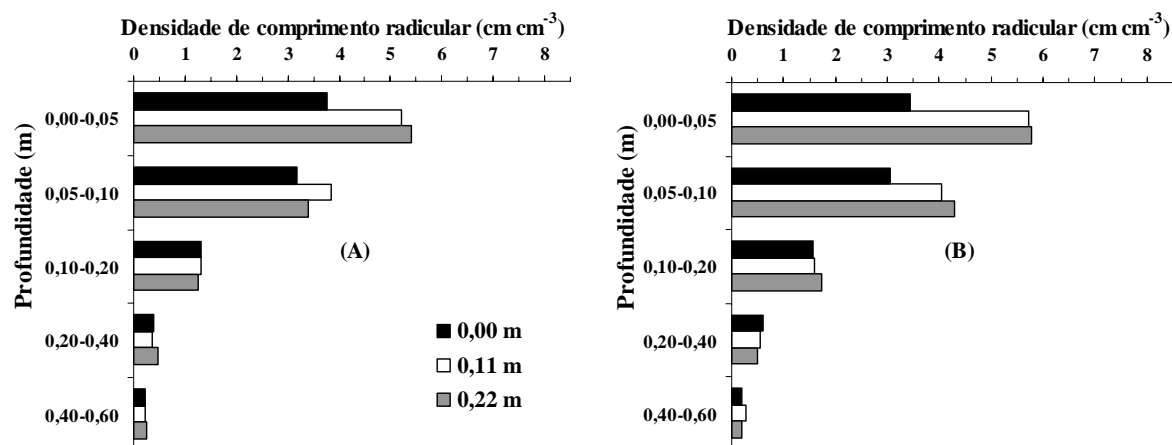 Densidade de comprimento radicular (cm cm⁻³)
0 1 2 3 4 5 6 7 8
Profundidade (m)
0,00-0,05
0,05-0,10
0,10-0,20
0,20-0,40
0,40-0,60
(A)
0,00 m
0,11 m
0,22 m
Densidade de comprimento radicular (cm cm⁻³)
0 1 2 3 4 5 6 7 8
Profundidade (m)
0,00-0,05
0,05-0,10
0,10-0,20
0,20-0,40
0,40-0,60
(B)